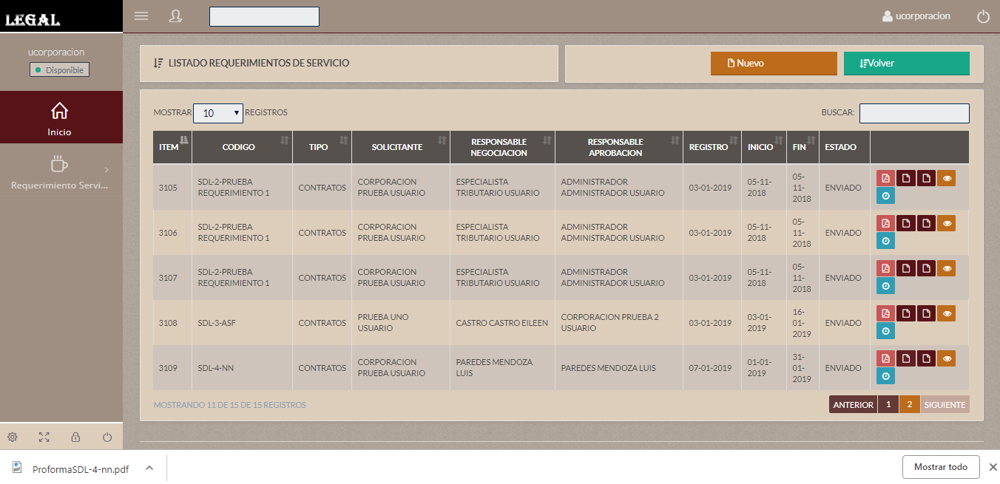 LEGAL
ucorporacion
ucorporacion
Disponible
Inicio
Requerimiento Servi...
LISTADO REQUERIMIENTOS DE SERVICIO
Nuevo
Volver
MOSTRAR 10 REGISTROS
BUSCAR:
ITEM CODIGO TIPO SOLICITANTE RESPONSABLE NEGOCIACION RESPONSABLE APROBACION REGISTRO INICIO FIN ESTADO
3105 SDL-2-PRUEBA REQUERIMIENTO 1 CONTRATOS CORPORACION PRUEBA USUARIO ESPECIALISTA TRIBUTARIO USUARIO ADMINISTRADOR ADMINISTRADOR USUARIO 03-01-2019 05-11-2018 05-11-2018 ENVIADO
3106 SDL-2-PRUEBA REQUERIMIENTO 1 CONTRATOS CORPORACION PRUEBA USUARIO ESPECIALISTA TRIBUTARIO USUARIO ADMINISTRADOR ADMINISTRADOR USUARIO 03-01-2019 05-11-2018 05-11-2018 ENVIADO
3107 SDL-2-PRUEBA REQUERIMIENTO 1 CONTRATOS CORPORACION PRUEBA USUARIO ESPECIALISTA TRIBUTARIO USUARIO ADMINISTRADOR ADMINISTRADOR USUARIO 03-01-2019 05-11-2018 05-11-2018 ENVIADO
3108 SDL-3-ASF CONTRATOS PRUEBA UNO USUARIO CASTRO CASTRO EILEEN CORPORACION PRUEBA 2 USUARIO 03-01-2019 03-01-2019 16-01-2019 ENVIADO
3109 SDL-4-NN CONTRATOS CORPORACION PRUEBA USUARIO PAREDES MENDOZA LUIS PAREDES MENDOZA LUIS 07-01-2019 01-01-2019 31-01-2019 ENVIADO
MOSTRANDO 11 DE 15 DE 15 REGISTROS
ANTERIOR 1 2 SIGUIENTE
ProformaSDL-4-nn.pdf
Mostrar todo